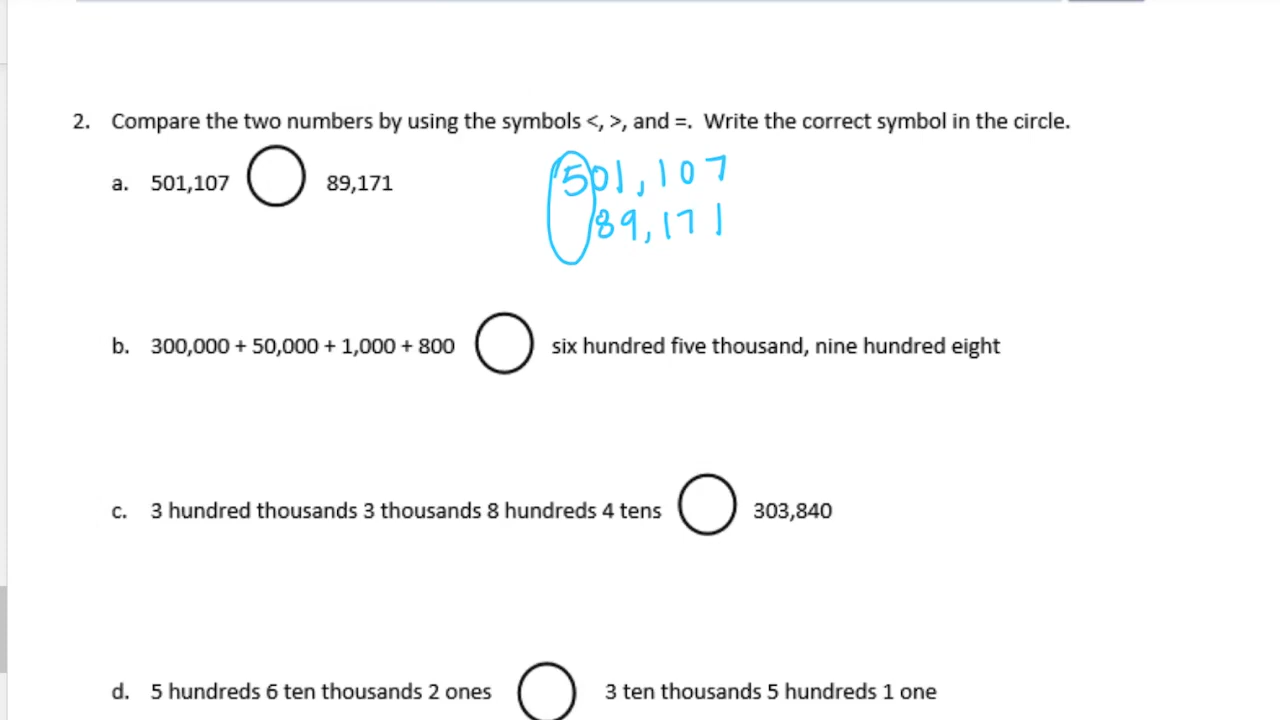 2. Compare the two numbers by using the symbols <, >, and =. Write the correct symbol in the circle.
a. 501,107 89,171
501,107
89,171
b. 300,000 + 50,000 + 1,000 + 800 six hundred five thousand, nine hundred eight
c. 3 hundred thousands 3 thousands 8 hundreds 4 tens 303,840
d. 5 hundreds 6 ten thousands 2 ones 3 ten thousands 5 hundreds 1 one